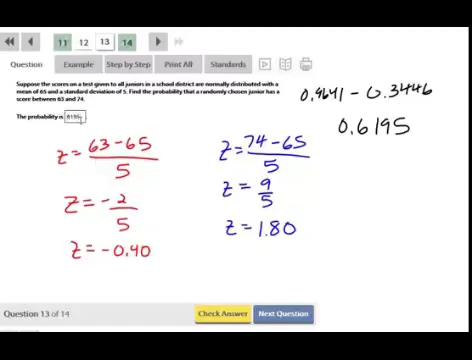 11 12 13 14
Question Example Step by Step Print All Standards
Suppose the scores on a test given to all juniors in a school district are normally distributed with a
mean of 65 and a standard deviation of 5. Find the probability that a randomly chosen junior has a
score between 63 and 74.
The probability is .6195
0.9641 - 0.3446
0.6195
z = 63 - 65 / 5
z = -2 / 5
z = -0.40
z = 74 - 65 / 5
z = 9 / 5
z = 1.80
Question 13 of 14 Check Answer Next Question